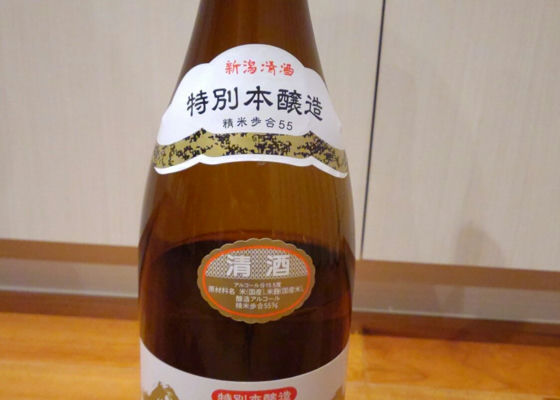 新潟清酒
特別本醸造
精米歩合55
清酒
アルコール分15.5度
原材料名 米(国産)､米麹(国産米)､
醸造アルコール
精米歩合55%
特別本醸造